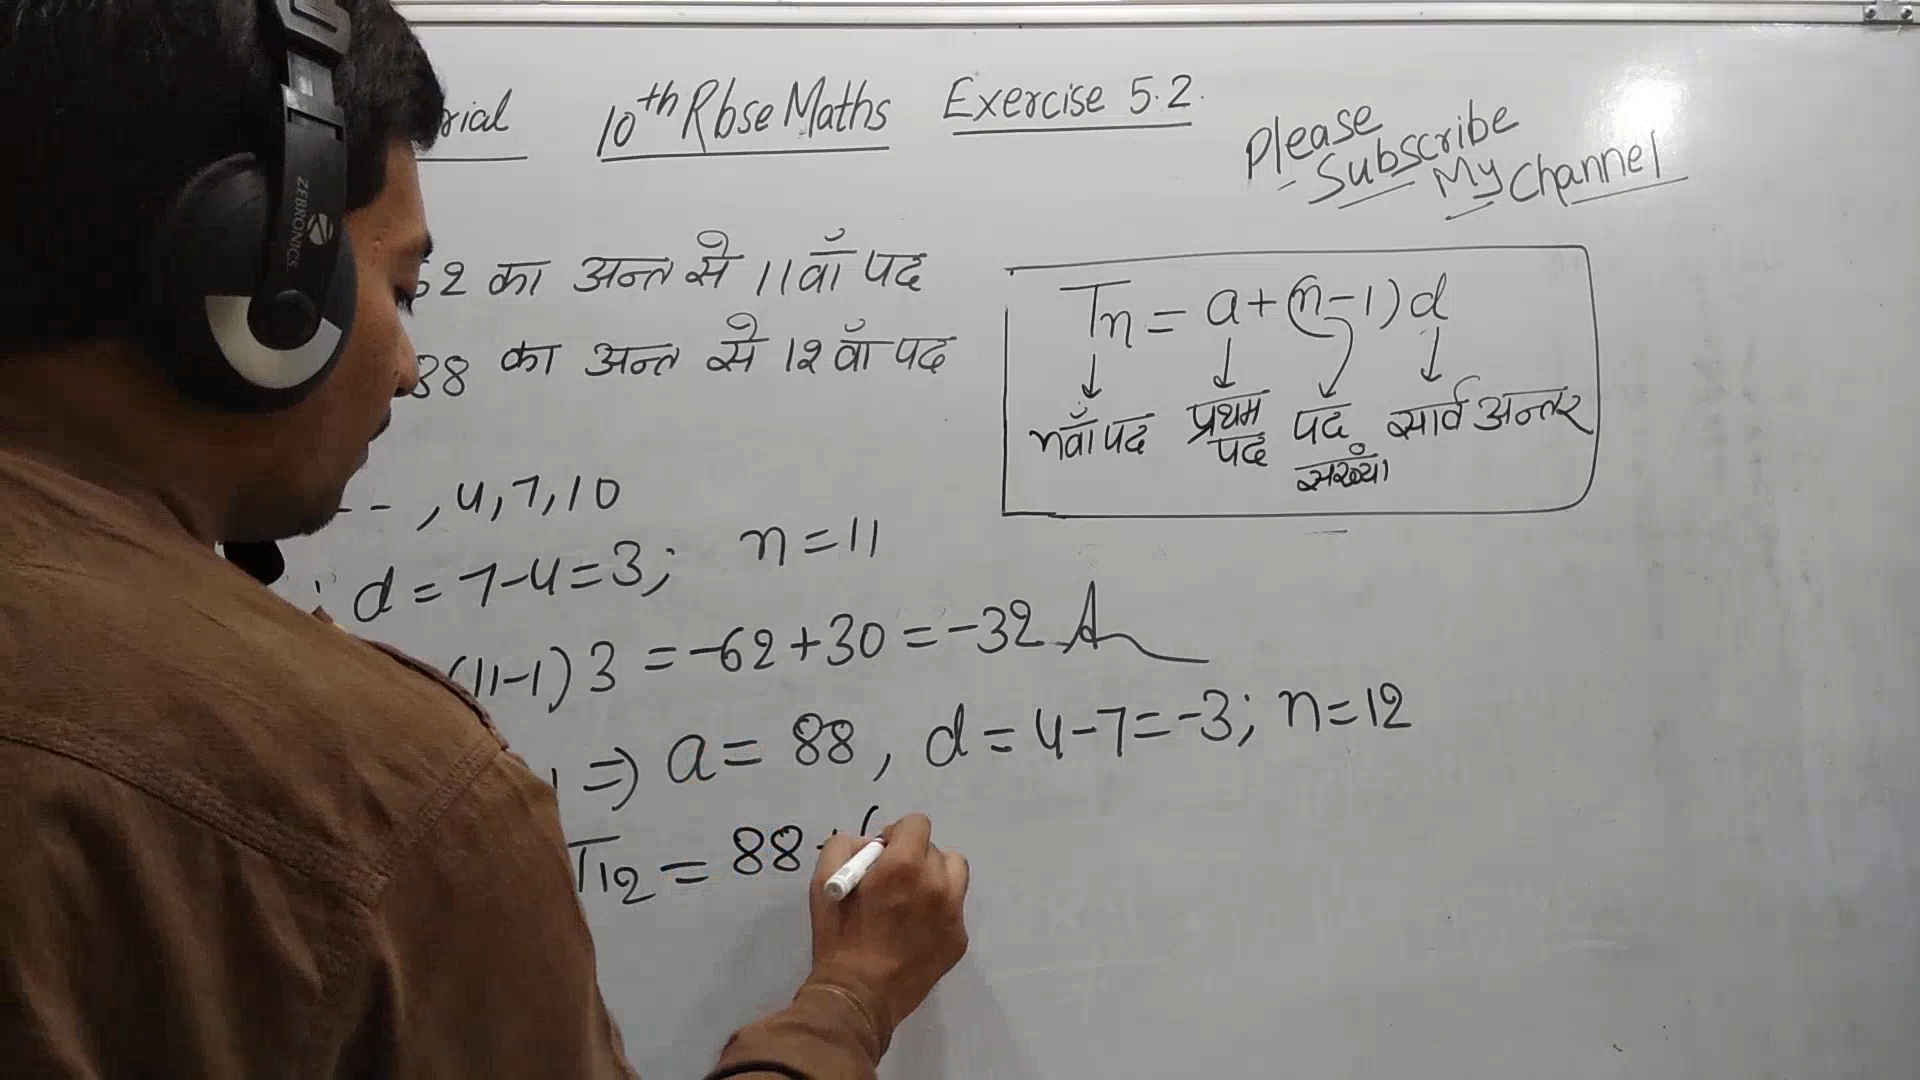 10th Rbse Maths Exercise 5.2.
Please
Subscribe
My Channel
ZEBRONICS
62 का अन्त से 11वाँ पद
88 का अन्त से 12वाँ पद
Tn = a+(n-1)d
nवाँ पद प्रथम पद पद संख्या सार्व अन्तर
--, 4, 7, 10
d = 7-4=3; n=11
(11-1)3 = -62+30 = -32 A
=> a = 88, d = 4-7=-3; n=12
T12 = 88+(